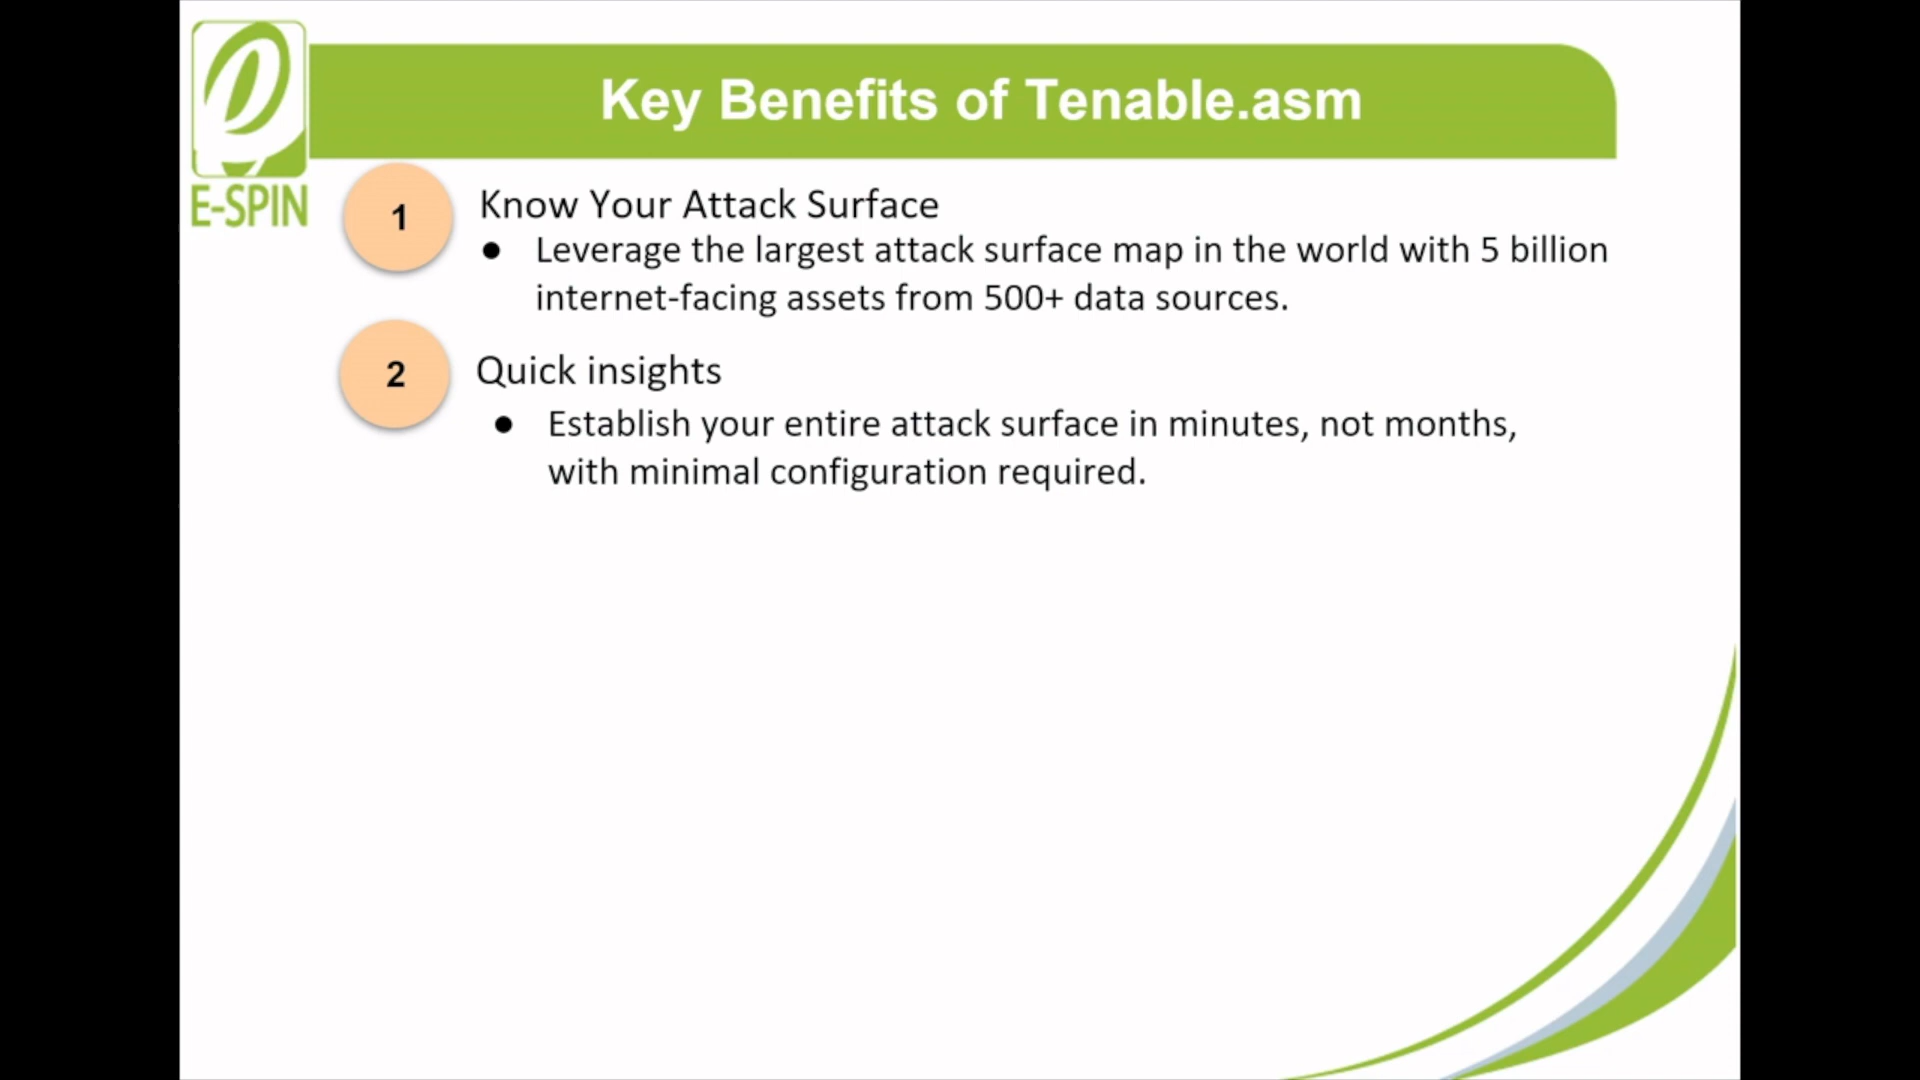 Key Benefits of Tenable.asm
E-SPIN
1
Know Your Attack Surface
● Leverage the largest attack surface map in the world with 5 billion
internet-facing assets from 500+ data sources.
2
Quick insights
● Establish your entire attack surface in minutes, not months,
with minimal configuration required.